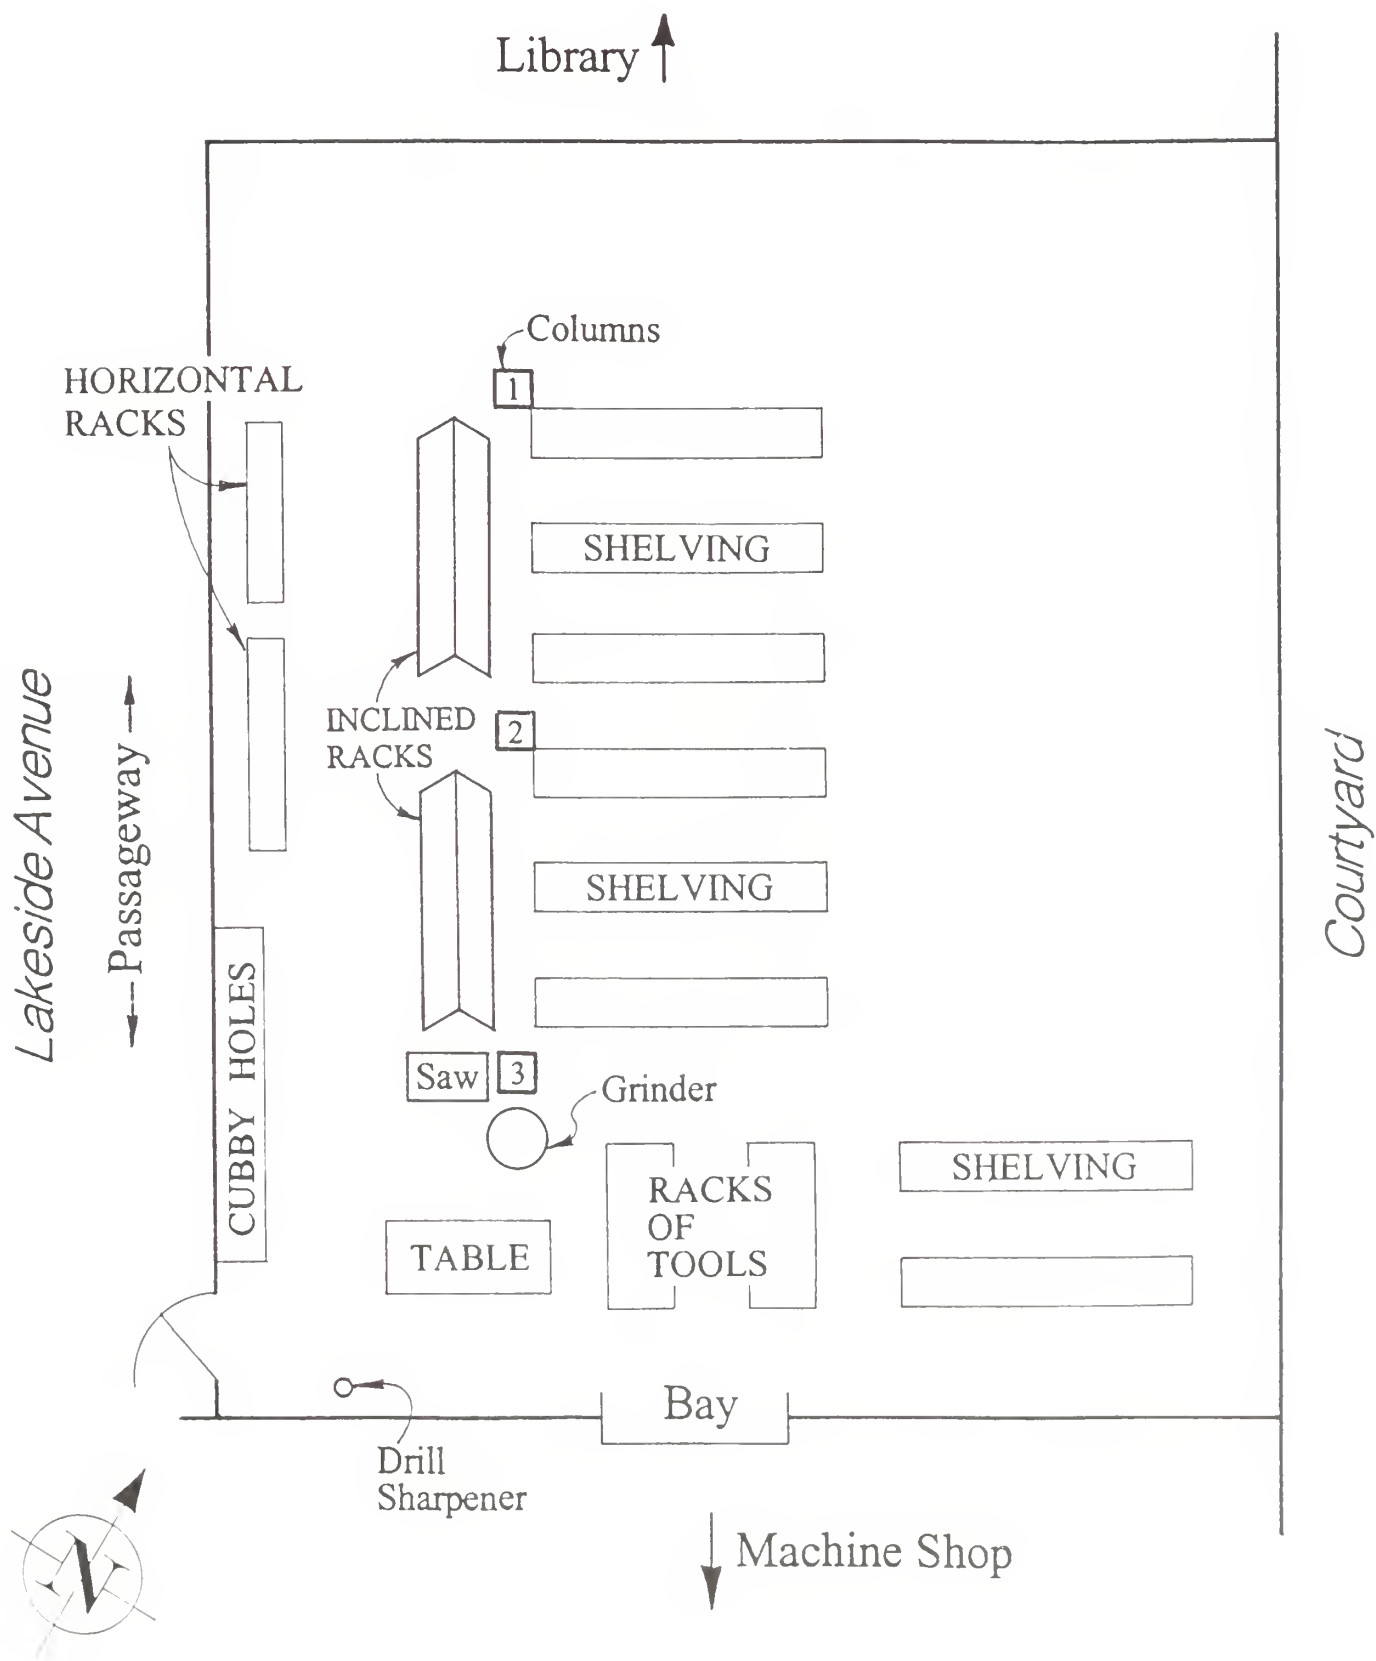 Library
Columns
1
HORIZONTAL
RACKS
SHELVING
INCLINED
RACKS
2
Lakeside Avenue
Passageway
Courtyard
SHELVING
CUBBY HOLES
Saw
3
Grinder
SHELVING
RACKS
OF
TOOLS
TABLE
Bay
Drill
Sharpener
N
Machine Shop